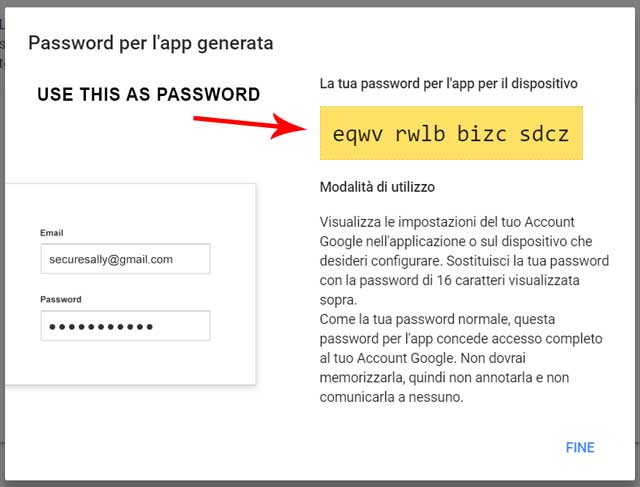 Password per l'app generata
USE THIS AS PASSWORD
La tua password per l'app per il dispositivo
eqwv rwlb bizc sdcz
Email
securesally@gmail.com
Password
Modalità di utilizzo
Visualizza le impostazioni del tuo Account
Google nell'applicazione o sul dispositivo che
desideri configurare. Sostituisci la tua password
con la password di 16 caratteri visualizzata
sopra.
Come la tua password normale, questa
password per l'app concede accesso completo
al tuo Account Google. Non dovrai
memorizzarla, quindi non annotarla e non
comunicarla a nessuno.
FINE